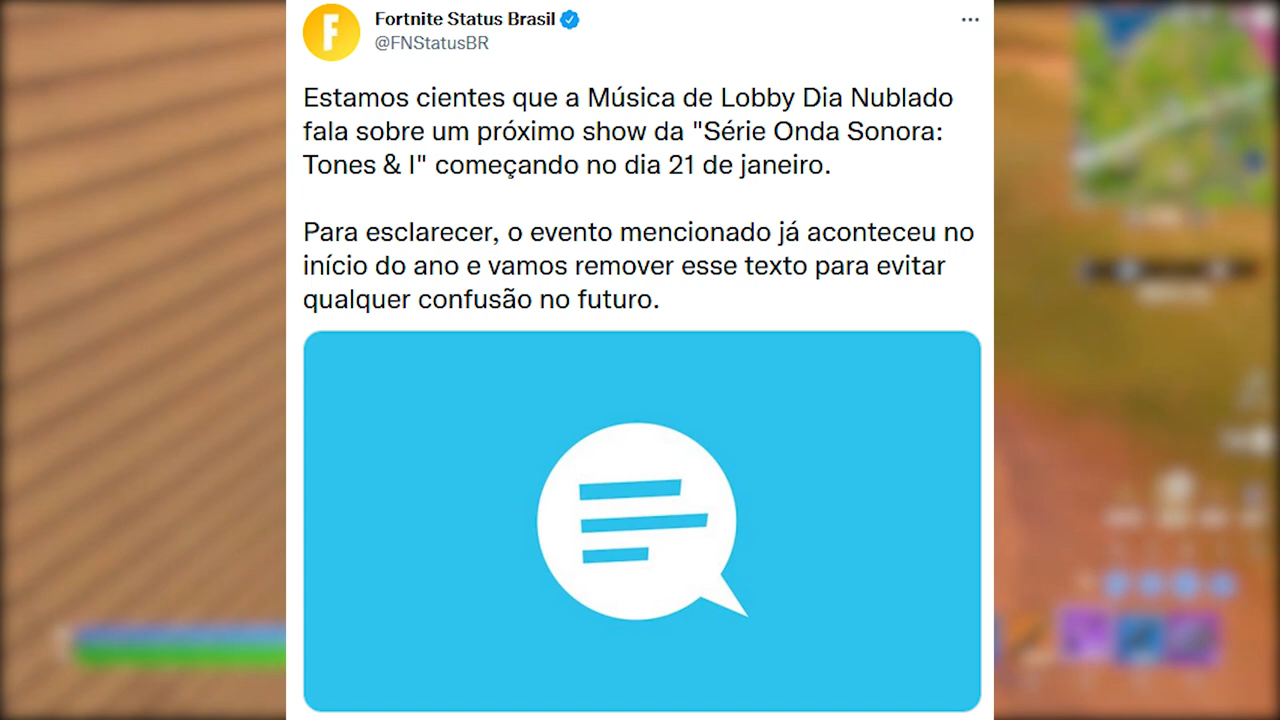 Fortnite Status Brasil
@FNStatusBR
Estamos cientes que a Música de Lobby Dia Nublado
fala sobre um próximo show da "Série Onda Sonora:
Tones & I" começando no dia 21 de janeiro.
Para esclarecer, o evento mencionado já aconteceu no
início do ano e vamos remover esse texto para evitar
qualquer confusão no futuro.